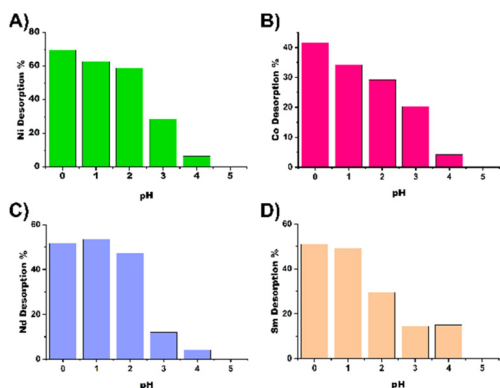 A)
Ni Desorption %
80
60
40
20
0
0 1 2 3 4 5
pH
B)
Co Desorption %
40
30
20
10
0
0 1 2 3 4 5
pH
C)
Nd Desorption %
60
40
20
0
0 1 2 3 4 5
pH
D)
Sm Desorption %
60
40
20
0
0 1 2 3 4 5
pH